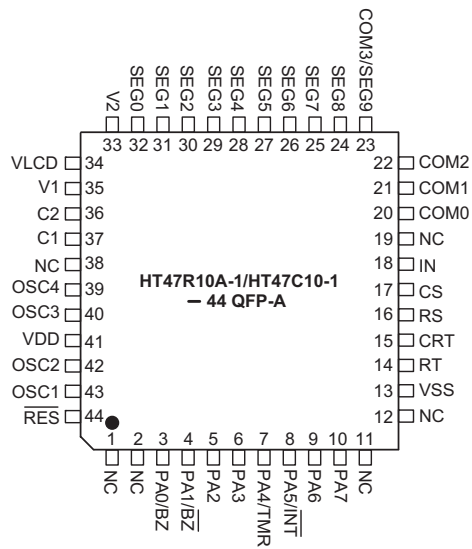 V2 SEG0 SEG1 SEG2 SEG3 SEG4 SEG5 SEG6 SEG7 SEG8 COM3/SEG9
33 32 31 30 29 28 27 26 25 24 23
VLCD 34
V1 35
C2 36
C1 37
NC 38
OSC4 39
OSC3 40
VDD 41
OSC2 42
OSC1 43
R̅E̅S̅ 44
HT47R10A-1/HT47C10-1
– 44 QFP-A
22 COM2
21 COM1
20 COM0
19 NC
18 IN
17 CS
16 RS
15 CRT
14 RT
13 VSS
12 NC
1 2 3 4 5 6 7 8 9 10 11
NC NC PA0/BZ PA1/B̅Z̅ PA2 PA3 PA4/TMR PA5/I̅N̅T̅ PA6 PA7 NC